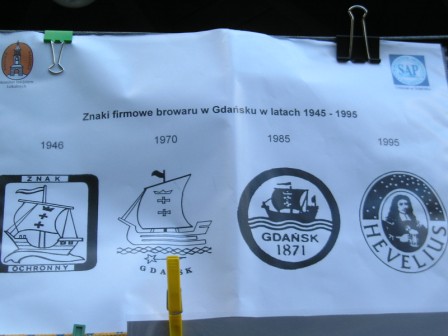 SAP
Znaki firmowe browaru w Gdańsku w latach 1945 - 1995
1946
1970
1985
1995
ZNAK
OCHRONNY
GDAŃSK
GDAŃSK
1871
HEVELIUS